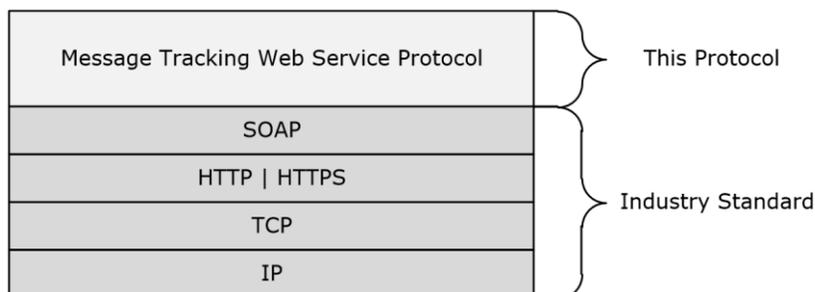 Message Tracking Web Service Protocol
This Protocol
SOAP
HTTP | HTTPS
TCP
Industry Standard
IP